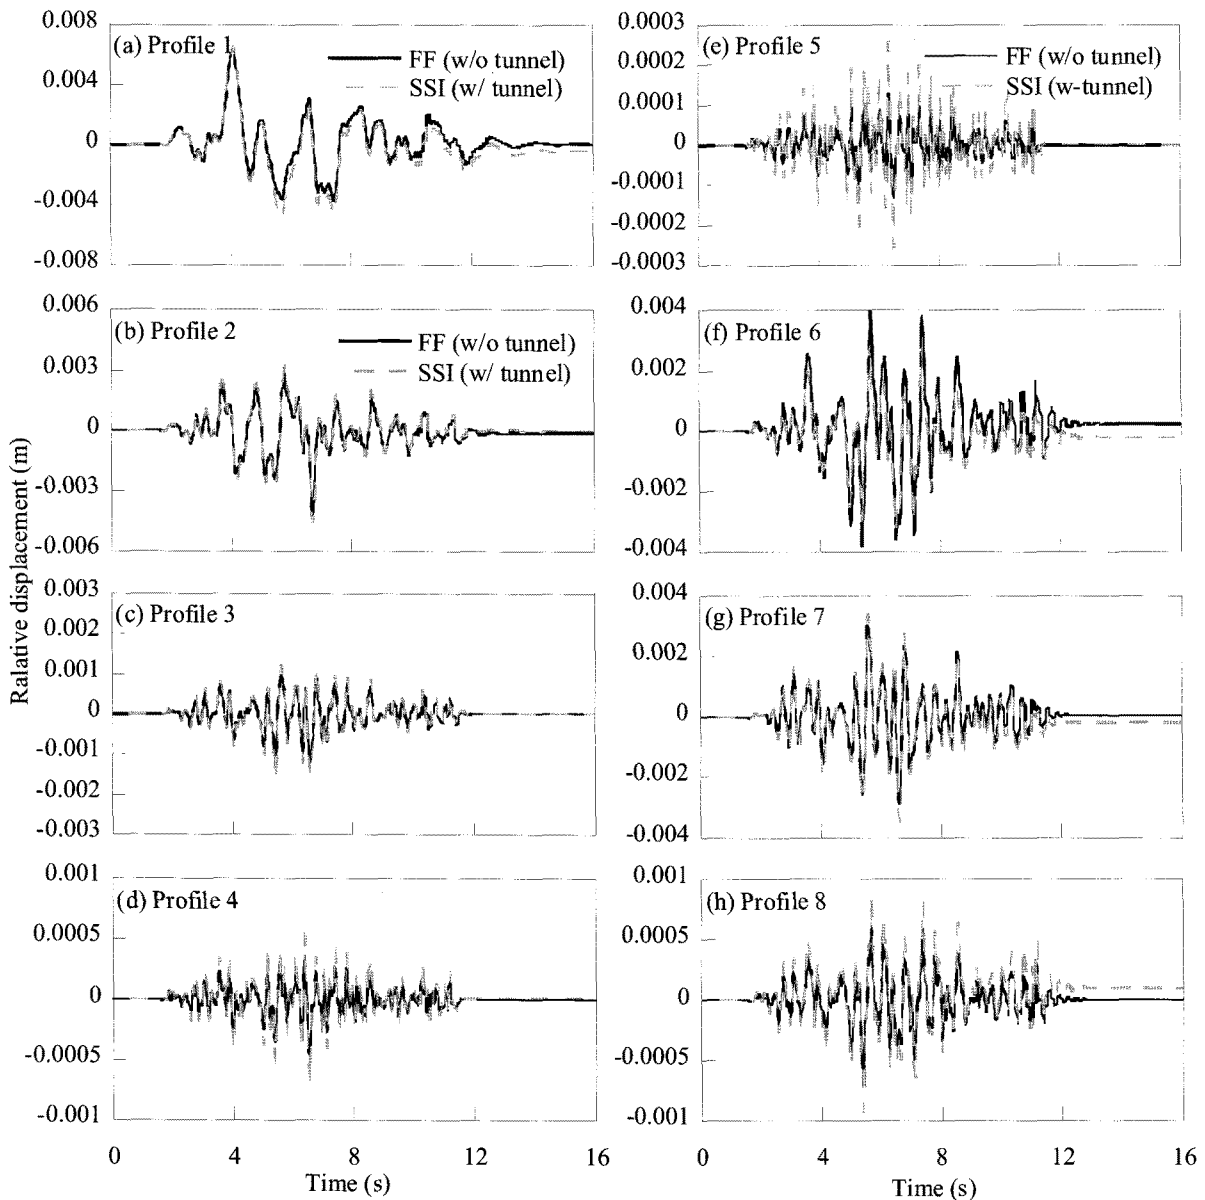 Ralative displacement (m)
(a) Profile 1
FF (w/o tunnel)
SSI (w/ tunnel)
0.008
0.004
0
-0.004
-0.008
(b) Profile 2
FF (w/o tunnel)
SSI (w/ tunnel)
0.006
0.003
0
-0.003
-0.006
(c) Profile 3
0.003
0.002
0.001
0
-0.001
-0.002
-0.003
(d) Profile 4
0.001
0.0005
0
-0.0005
-0.001
0 4 8 12 16
Time (s)
(e) Profile 5
FF (w/o tunnel)
SSI (w-tunnel)
0.0003
0.0002
0.0001
0
-0.0001
-0.0002
-0.0003
(f) Profile 6
0.004
0.002
0
-0.002
-0.004
(g) Profile 7
0.004
0.002
0
-0.002
-0.004
(h) Profile 8
0.001
0.0005
0
-0.0005
-0.001
0 4 8 12 16
Time (s)